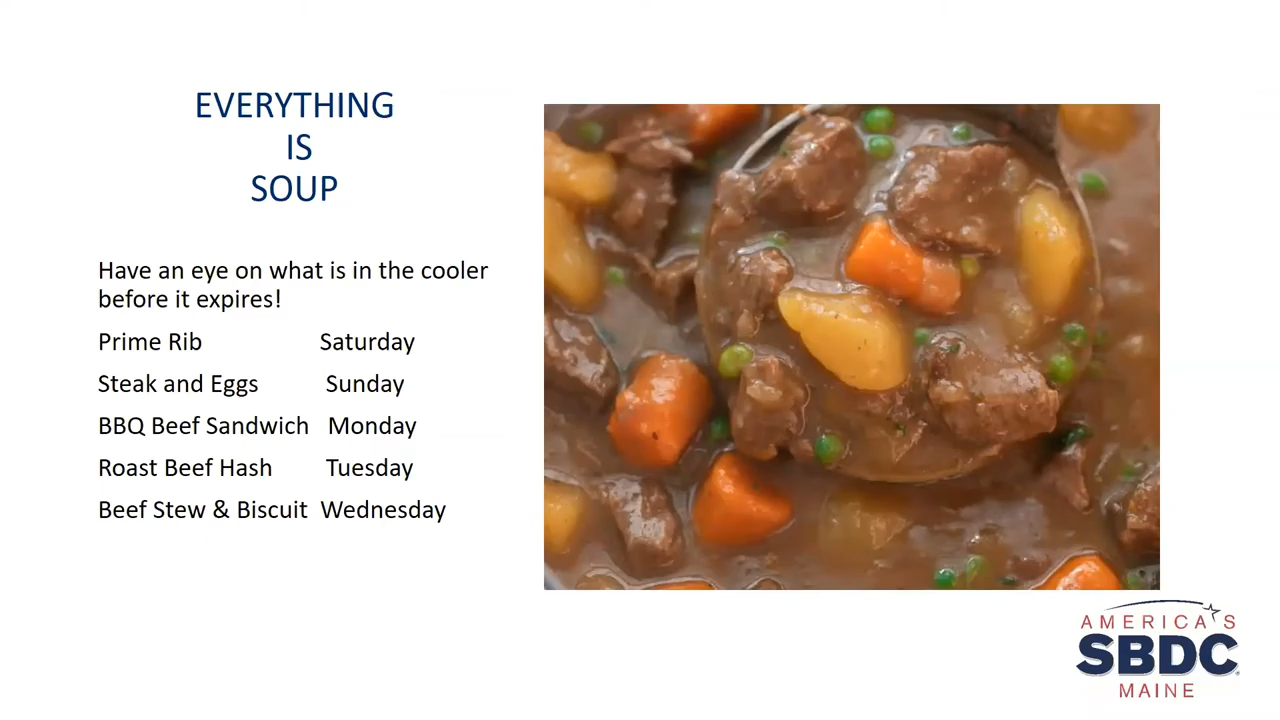 EVERYTHING
IS
SOUP
Have an eye on what is in the cooler
before it expires!
Prime Rib Saturday
Steak and Eggs Sunday
BBQ Beef Sandwich Monday
Roast Beef Hash Tuesday
Beef Stew & Biscuit Wednesday
AMERICA'S
SBDC®
MAINE